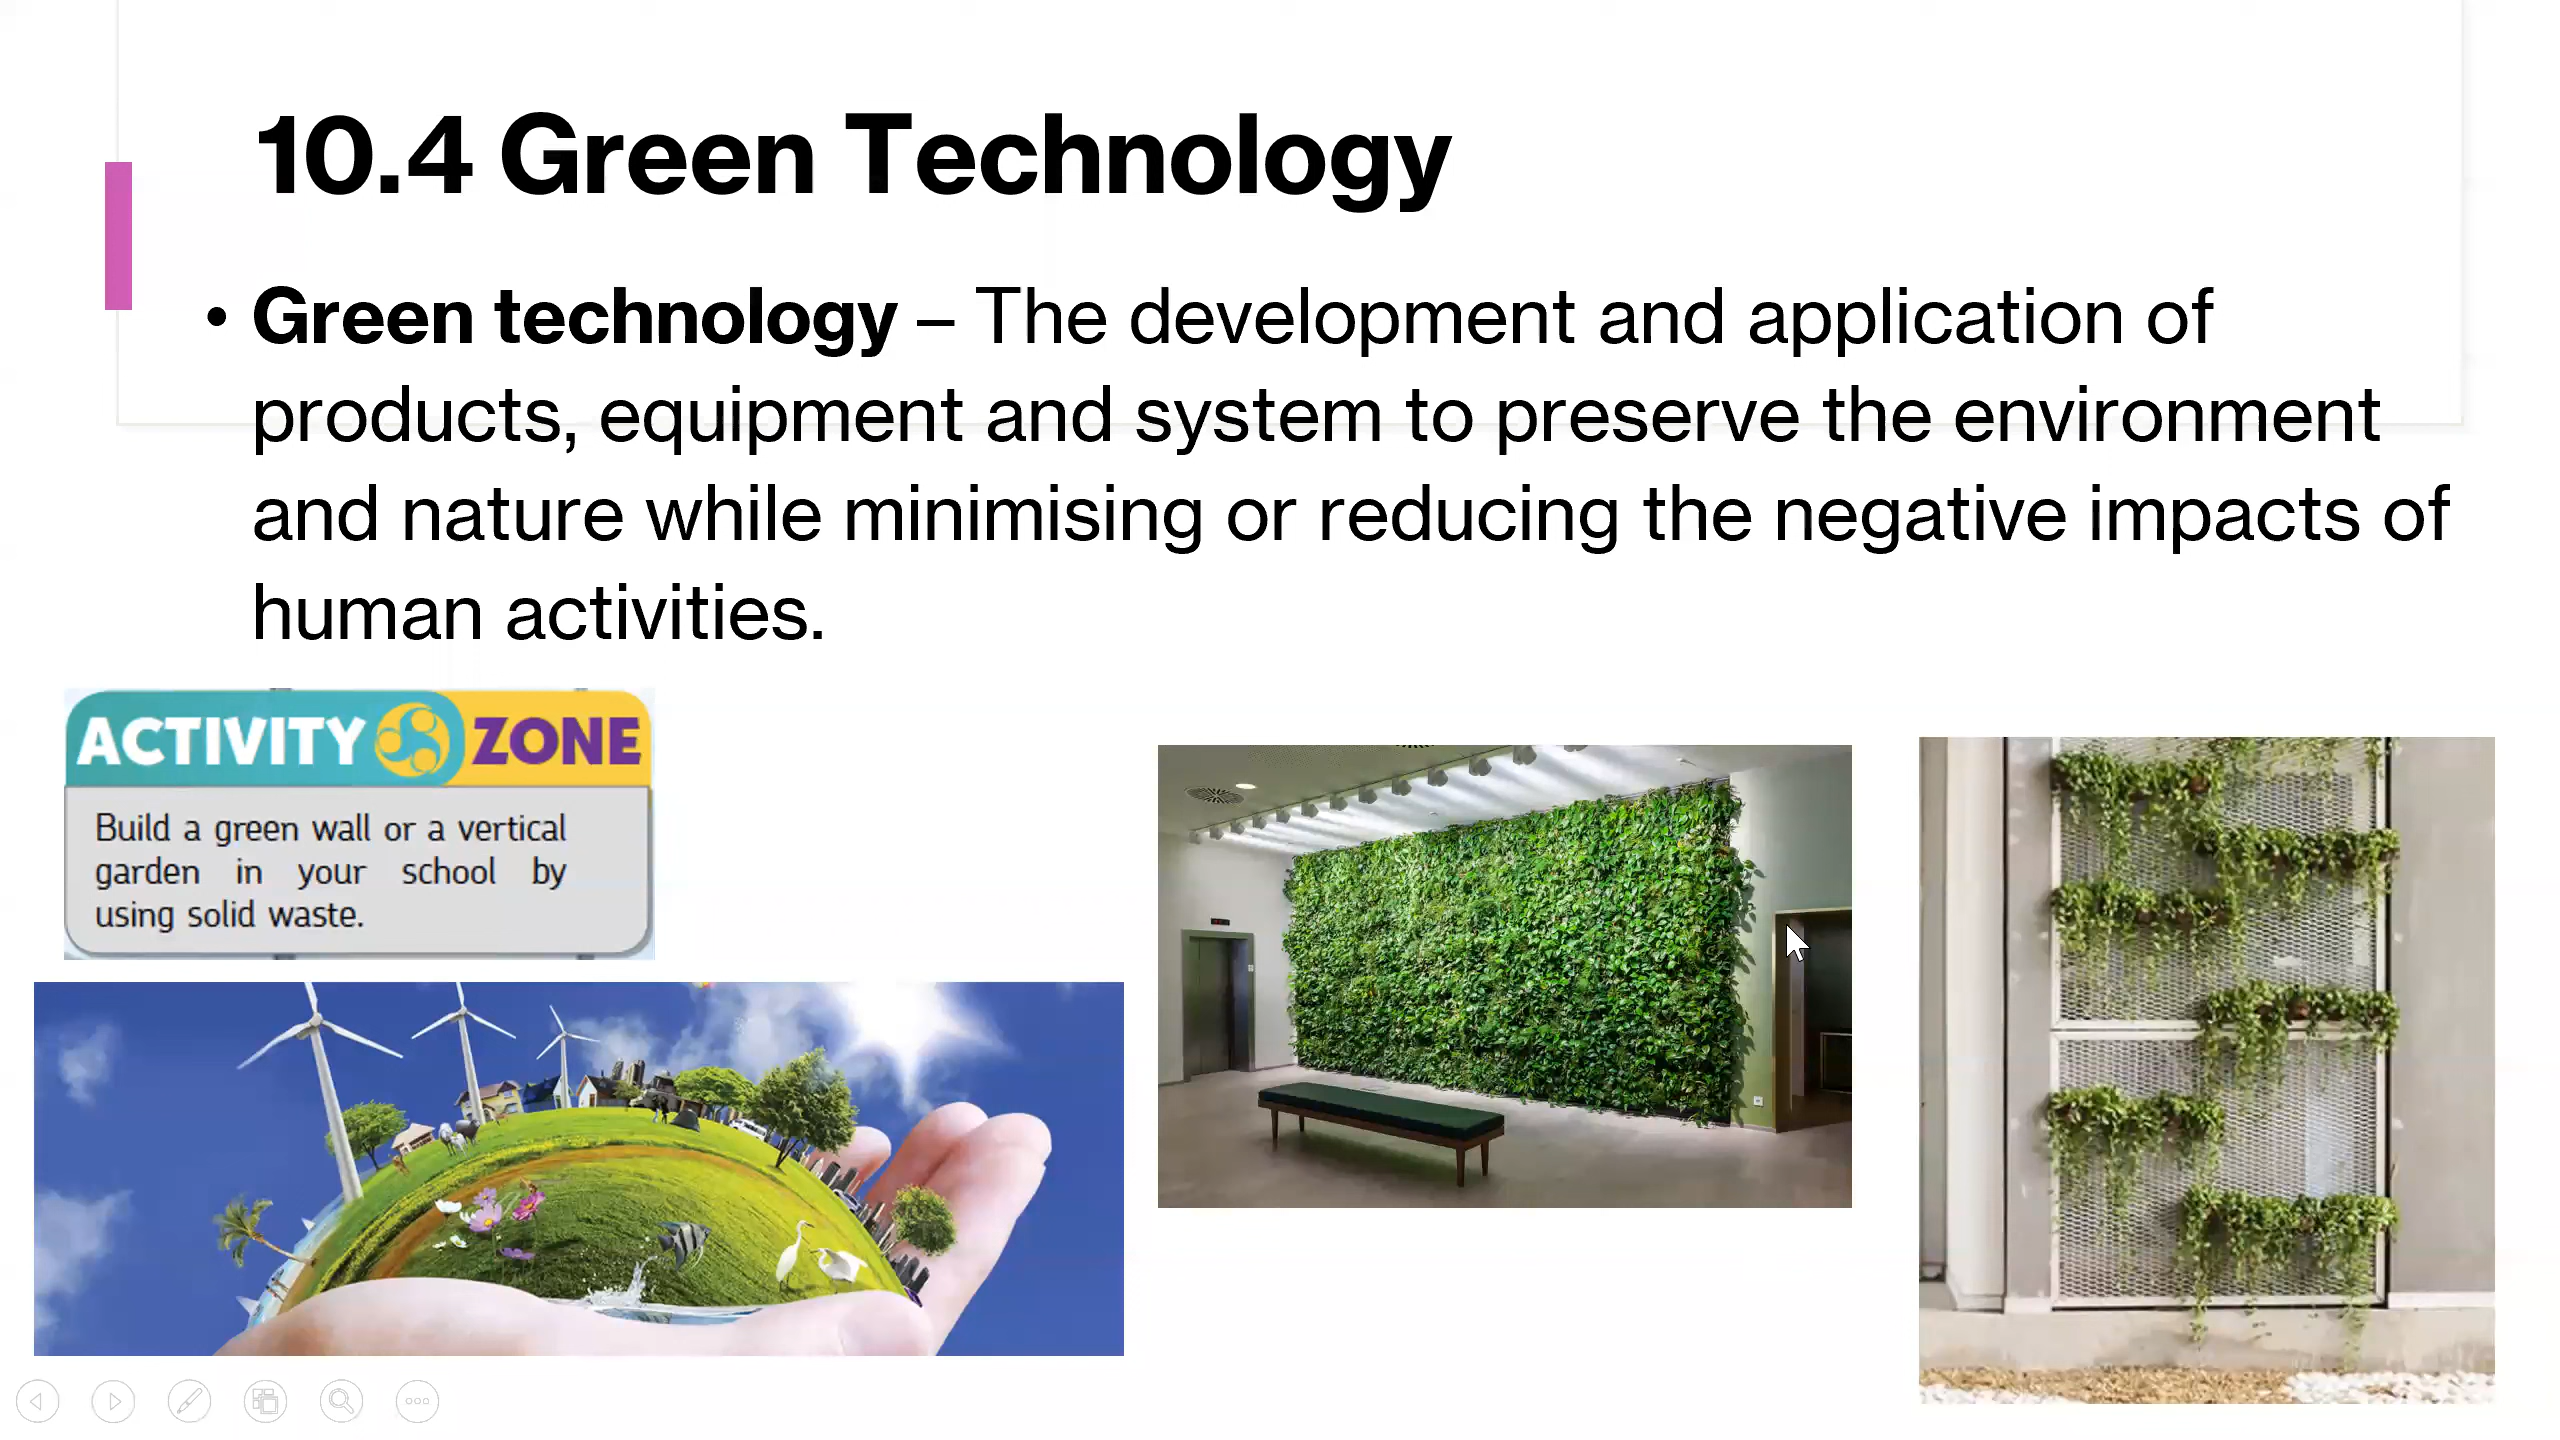 10.4 Green Technology
• Green technology – The development and application of
products, equipment and system to preserve the environment
and nature while minimising or reducing the negative impacts of
human activities.
ACTIVITY ZONE
Build a green wall or a vertical
garden in your school by
using solid waste.